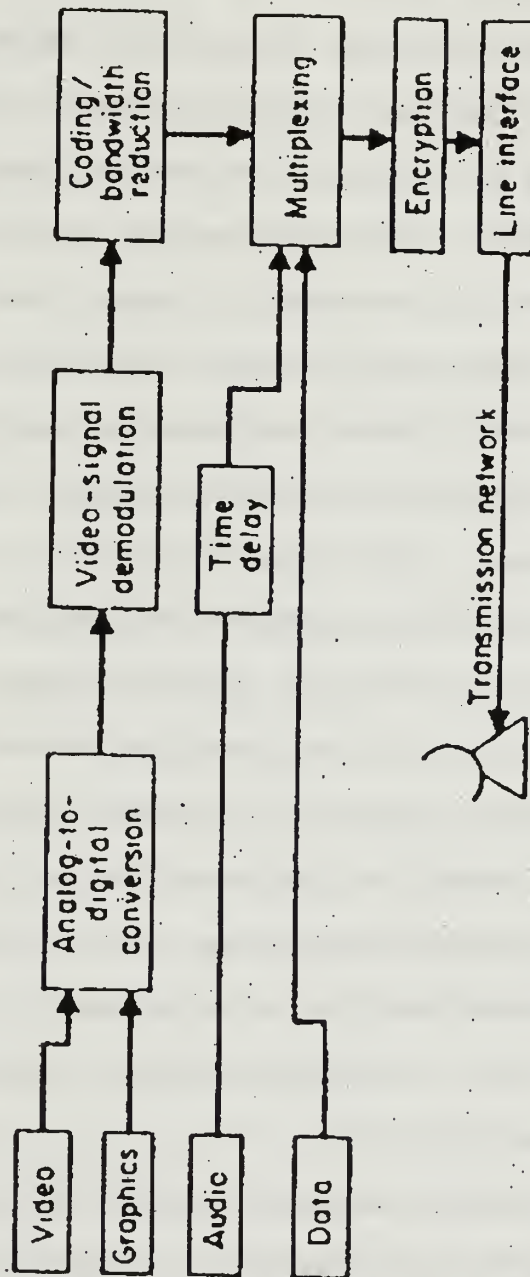 Video
Graphics
Analog-to-
digital
conversion
Video-signal
demodulation
Coding/
bandwidth
reduction
Audio
Time
delay
Multiplexing
Data
Encryption
Transmission network
Line interface